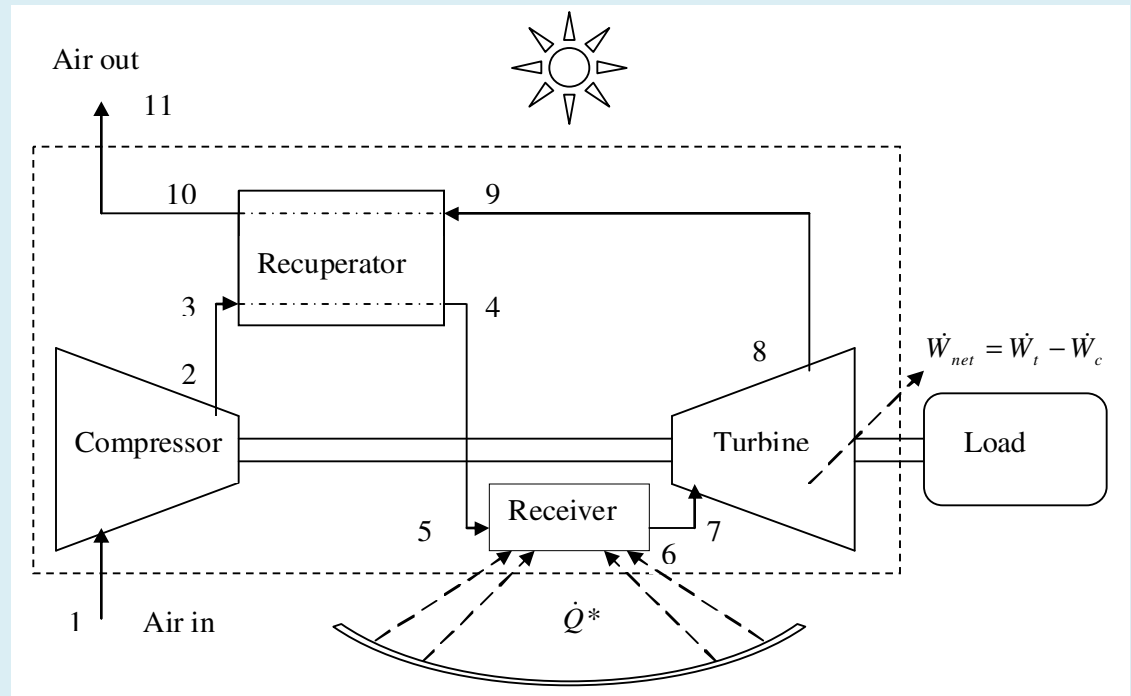 Air out
11
10
9
Recuperator
3
4
2
8
Ẇnet = Ẇt − Ẇc
Compressor
Turbine
Load
Receiver
5
7
6
1
Air in
Q̇*